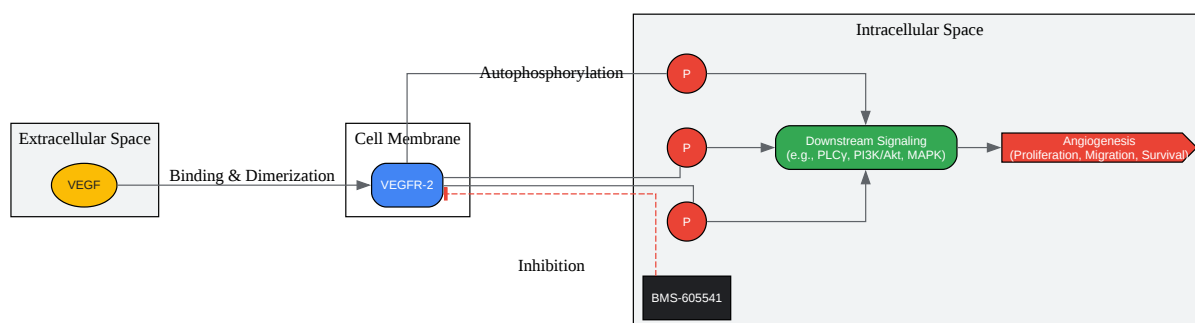 Intracellular Space
Autophosphorylation
P
Extracellular Space
Cell Membrane
Downstream Signaling
(e.g., PLCγ, PI3K/Akt, MAPK)
Angiogenesis
(Proliferation, Migration, Survival)
P
VEGF
Binding & Dimerization
VEGFR-2
P
Inhibition
BMS-605541